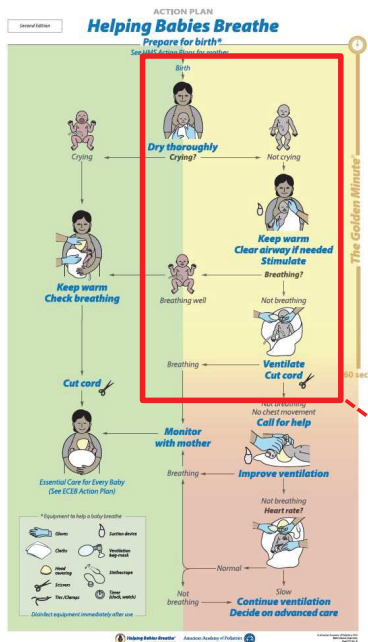 ACTION PLAN
Second Edition
Helping Babies Breathe
Prepare for birth*
See HMS Action Plans for mother
Birth
Dry thoroughly
Crying
Crying?
Not crying
Keep warm
Clear airway if needed
Stimulate
Keep warm
Check breathing
Breathing?
Breathing well
Not breathing
The Golden Minute®
Breathing
Ventilate
Cut cord
60 sec
Cut cord
Not breathing
No chest movement
Call for help
Monitor
with mother
Essential Care for Every Baby
(See ECEB Action Plan)
Breathing
Improve ventilation
Not breathing
Heart rate?
* Equipment to help a baby breathe
Gloves
Suction device
Cloths
Ventilation
bag-mask
Head
covering
Stethoscope
Scissors
Timer
(clock, watch)
Ties / Clamps
Disinfect equipment immediately after use
Normal
Slow
Not
breathing
Continue ventilation
Decide on advanced care
Helping Babies Breathe®
American Academy of Pediatrics